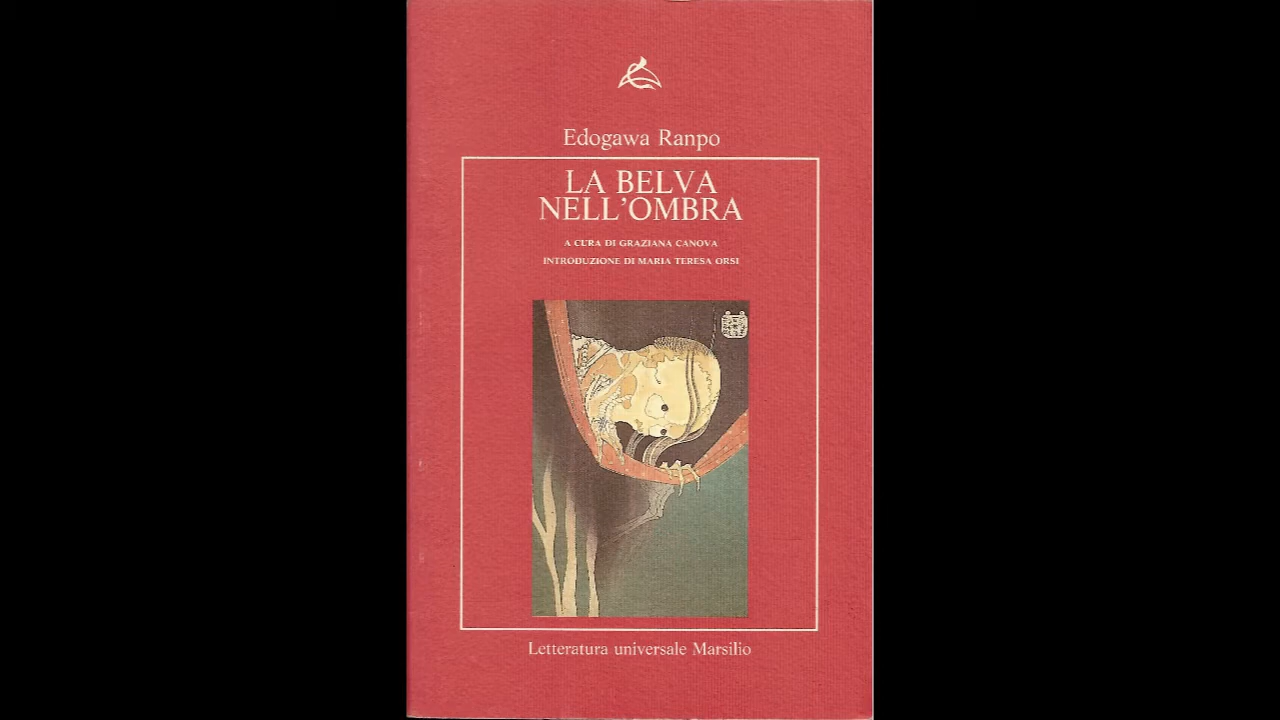 Edogawa Ranpo
LA BELVA
NELL'OMBRA
A CURA DI GRAZIANA CANOVA
INTRODUZIONE DI MARIA TERESA ORSI
Letteratura universale Marsilio